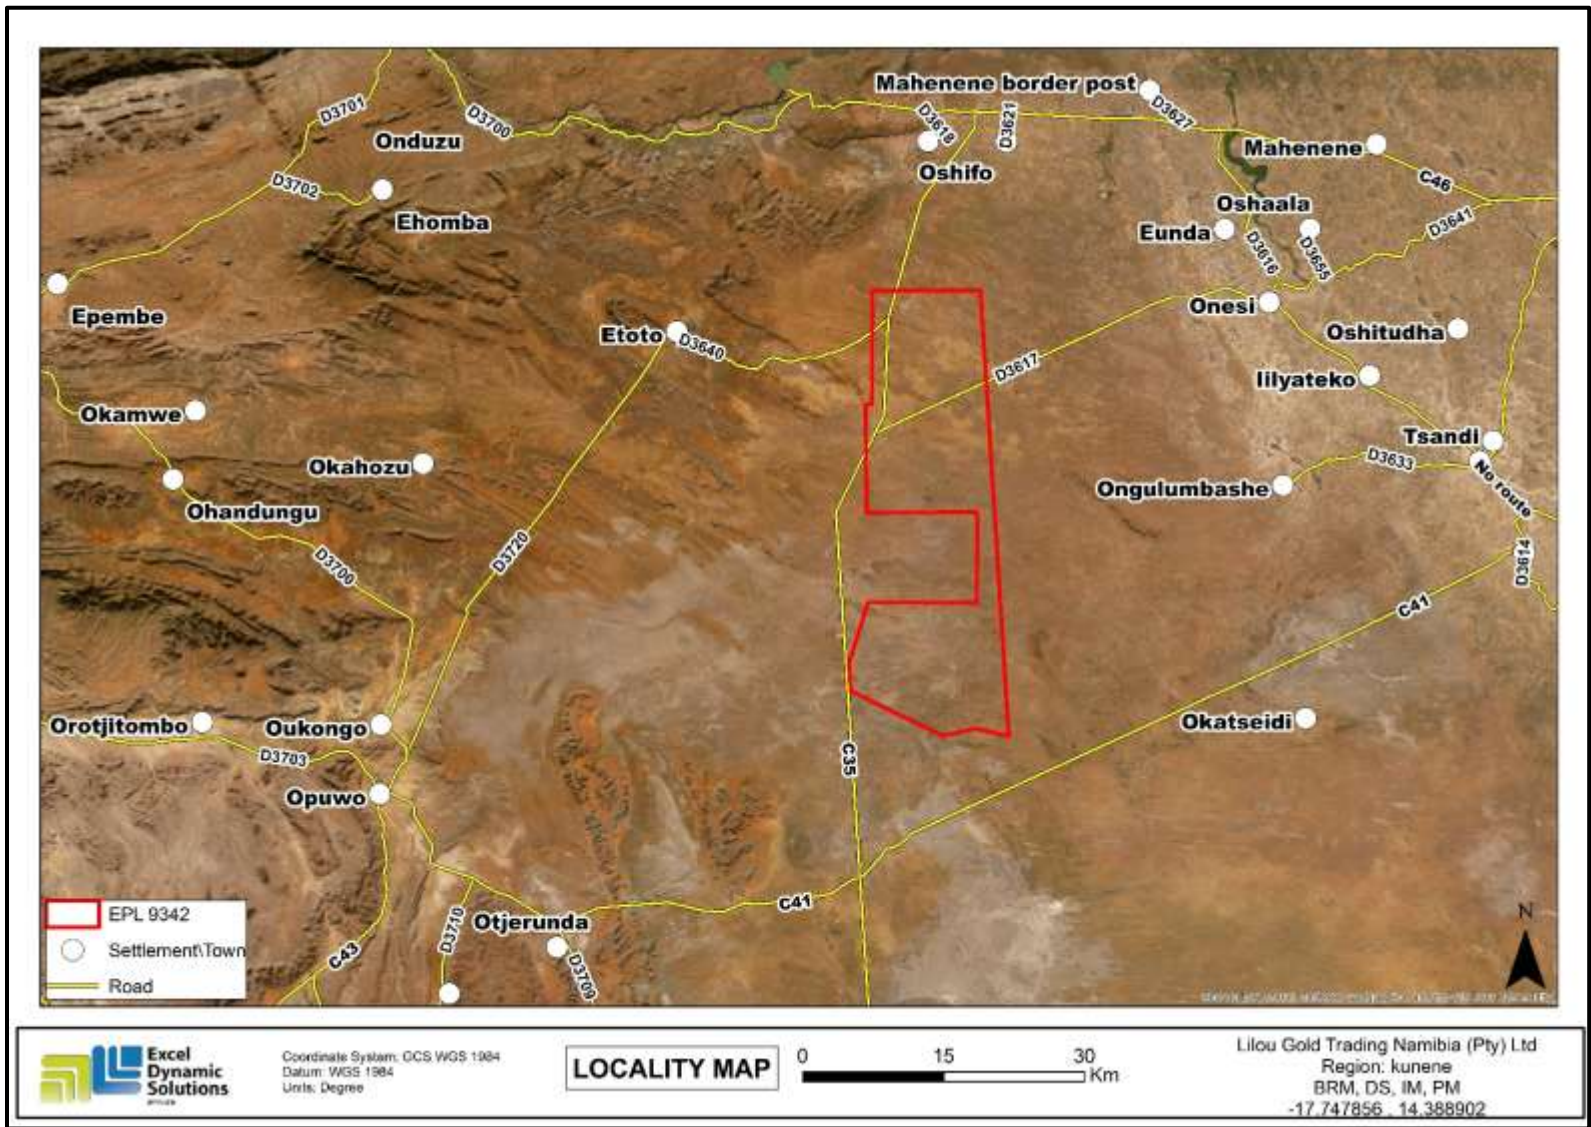 Mahenene border post
D3701
D3700
D3618
D3621
D3627
Onduzu
Mahenene
Oshifo
C46
D3702
Ehomba
Oshaala
Eunda
D3616
D3655
D3641
Epembe
Onesi
Etoto
D3640
Oshitudha
D3617
Iilyateko
Okamwe
Tsandi
Okahozu
D3633
Ongulumbashe
No route
Ohandungu
D3700
D3720
D3614
C41
Orotjitombo
Oukongo
Okatseidi
D3703
C35
Opuwo
C41
Otjerunda
D3710
D3709
C43
EPL 9342
Settlement\Town
Road
N
Excel
Dynamic
Solutions
Coordinate System: GCS WGS 1984
Datum: WGS 1984
Units: Degree
LOCALITY MAP
0 15 30
Km
Lilou Gold Trading Namibia (Pty) Ltd
Region: kunene
BRM, DS, IM, PM
-17.747856 , 14.388902